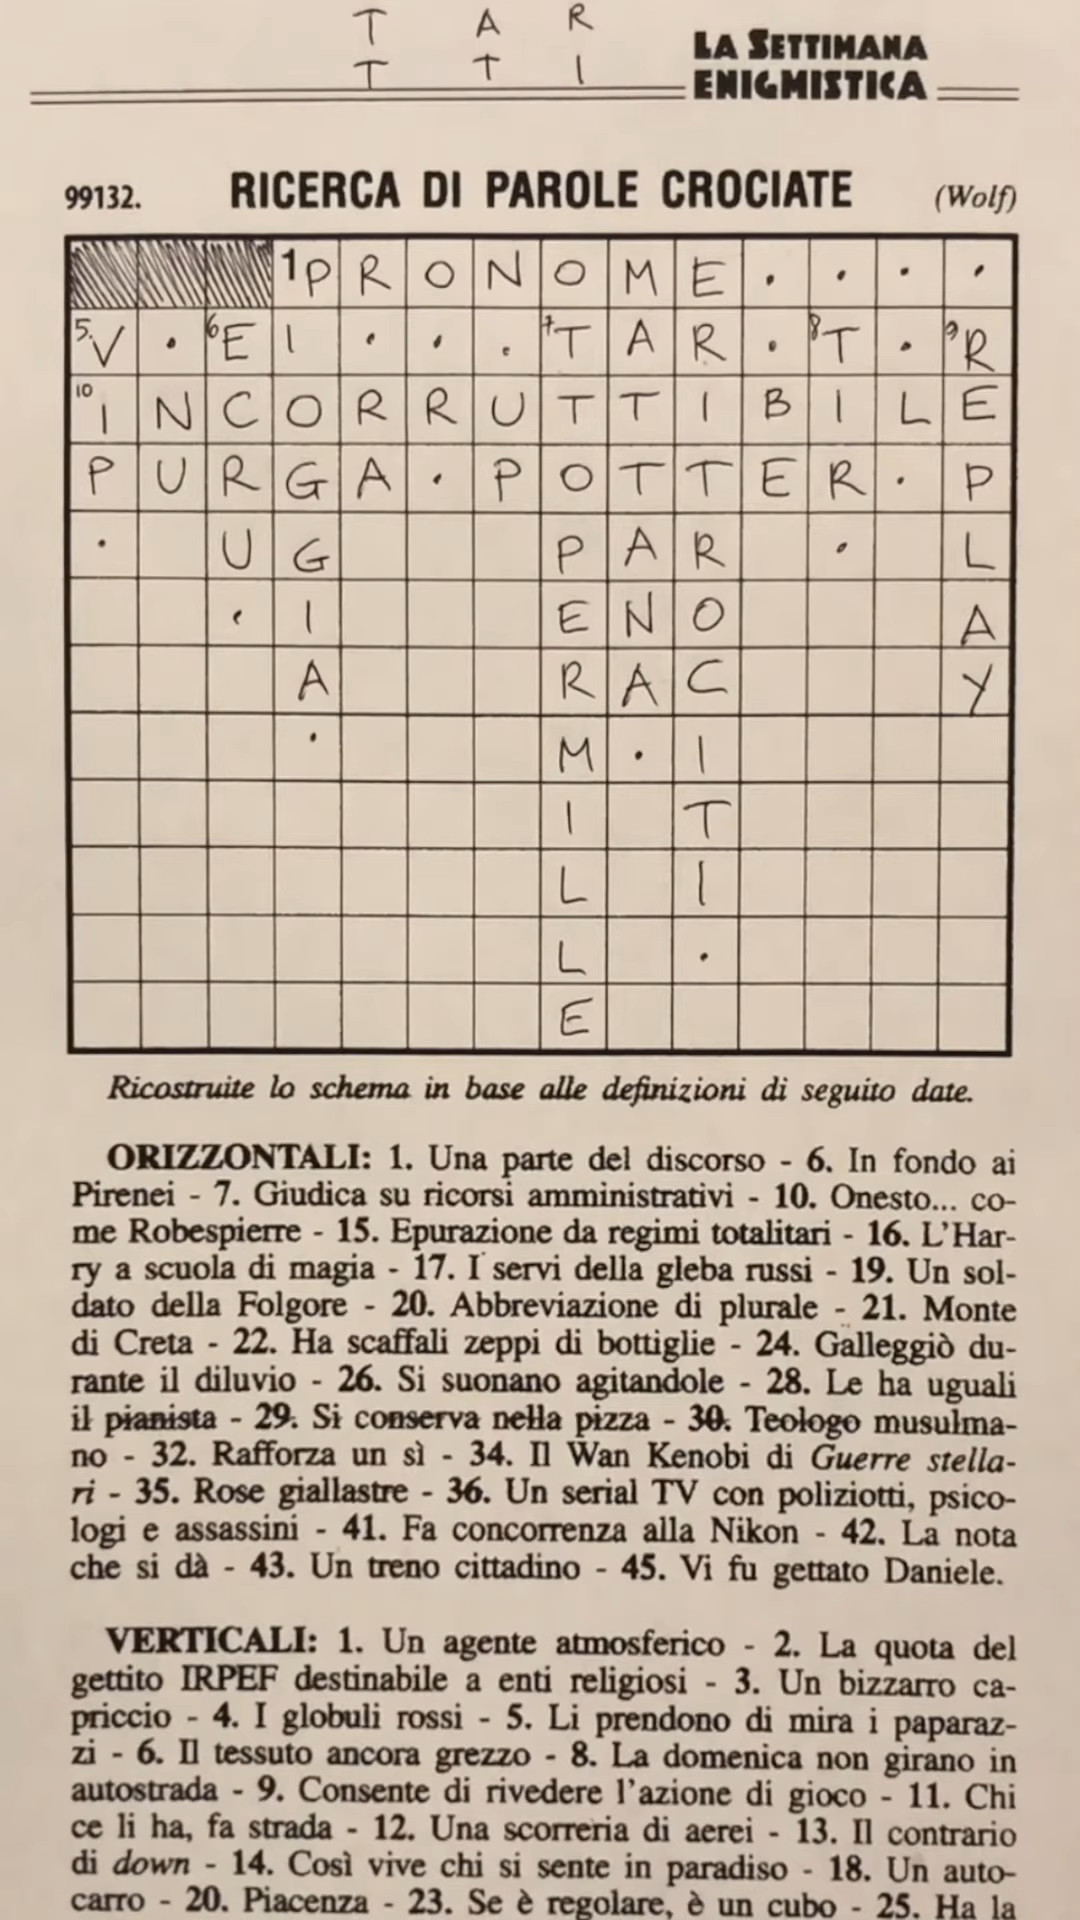 T A R
T T I
LA SETTIMANA
ENIGMISTICA
99132. RICERCA DI PAROLE CROCIATE (Wolf)
1 P R O N O M E . . . .
5 V . 6 E I . . . 7 T A R . 8 T . 9 R
10 I N C O R R U T T I B I L E
P U R G A . P O T T E R . P
. U G P A R . L
. I E N O A
A R A C Y
. M . I
I T
L I
L .
E
Ricostruite lo schema in base alle definizioni di seguito date.
ORIZZONTALI: 1. Una parte del discorso - 6. In fondo ai
Pirenei - 7. Giudica su ricorsi amministrativi - 10. Onesto... co-
me Robespierre - 15. Epurazione da regimi totalitari - 16. L'Har-
ry a scuola di magia - 17. I servi della gleba russi - 19. Un sol-
dato della Folgore - 20. Abbreviazione di plurale - 21. Monte
di Creta - 22. Ha scaffali zeppi di bottiglie - 24. Galleggiò du-
rante il diluvio - 26. Si suonano agitandole - 28. Le ha uguali
il pianista - 29. Si conserva nella pizza - 30. Teologo musulma-
no - 32. Rafforza un sì - 34. Il Wan Kenobi di Guerre stella-
ri - 35. Rose giallastre - 36. Un serial TV con poliziotti, psico-
logi e assassini - 41. Fa concorrenza alla Nikon - 42. La nota
che si dà - 43. Un treno cittadino - 45. Vi fu gettato Daniele.
VERTICALI: 1. Un agente atmosferico - 2. La quota del
gettito IRPEF destinabile a enti religiosi - 3. Un bizzarro ca-
priccio - 4. I globuli rossi - 5. Li prendono di mira i paparaz-
zi - 6. Il tessuto ancora grezzo - 8. La domenica non girano in
autostrada - 9. Consente di rivedere l'azione di gioco - 11. Chi
ce li ha, fa strada - 12. Una scorreria di aerei - 13. Il contrario
di down - 14. Così vive chi si sente in paradiso - 18. Un auto-
carro - 20. Piacenza - 23. Se è regolare, è un cubo - 25. Ha la